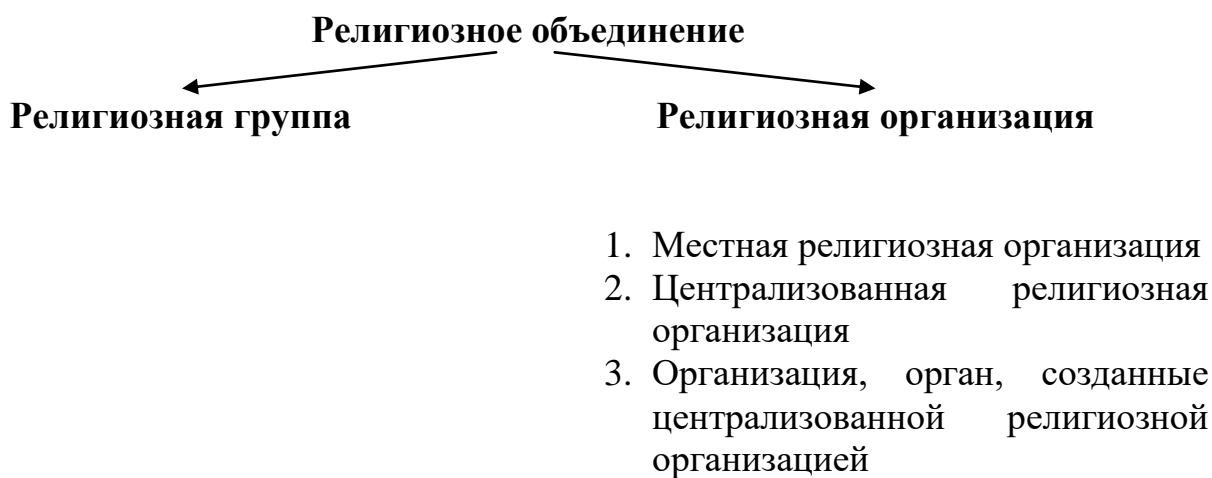 Религиозное объединение
Религиозная группа
Религиозная организация
1. Местная религиозная организация
2. Централизованная религиозная
организация
3. Организация, орган, созданные
централизованной религиозной
организацией